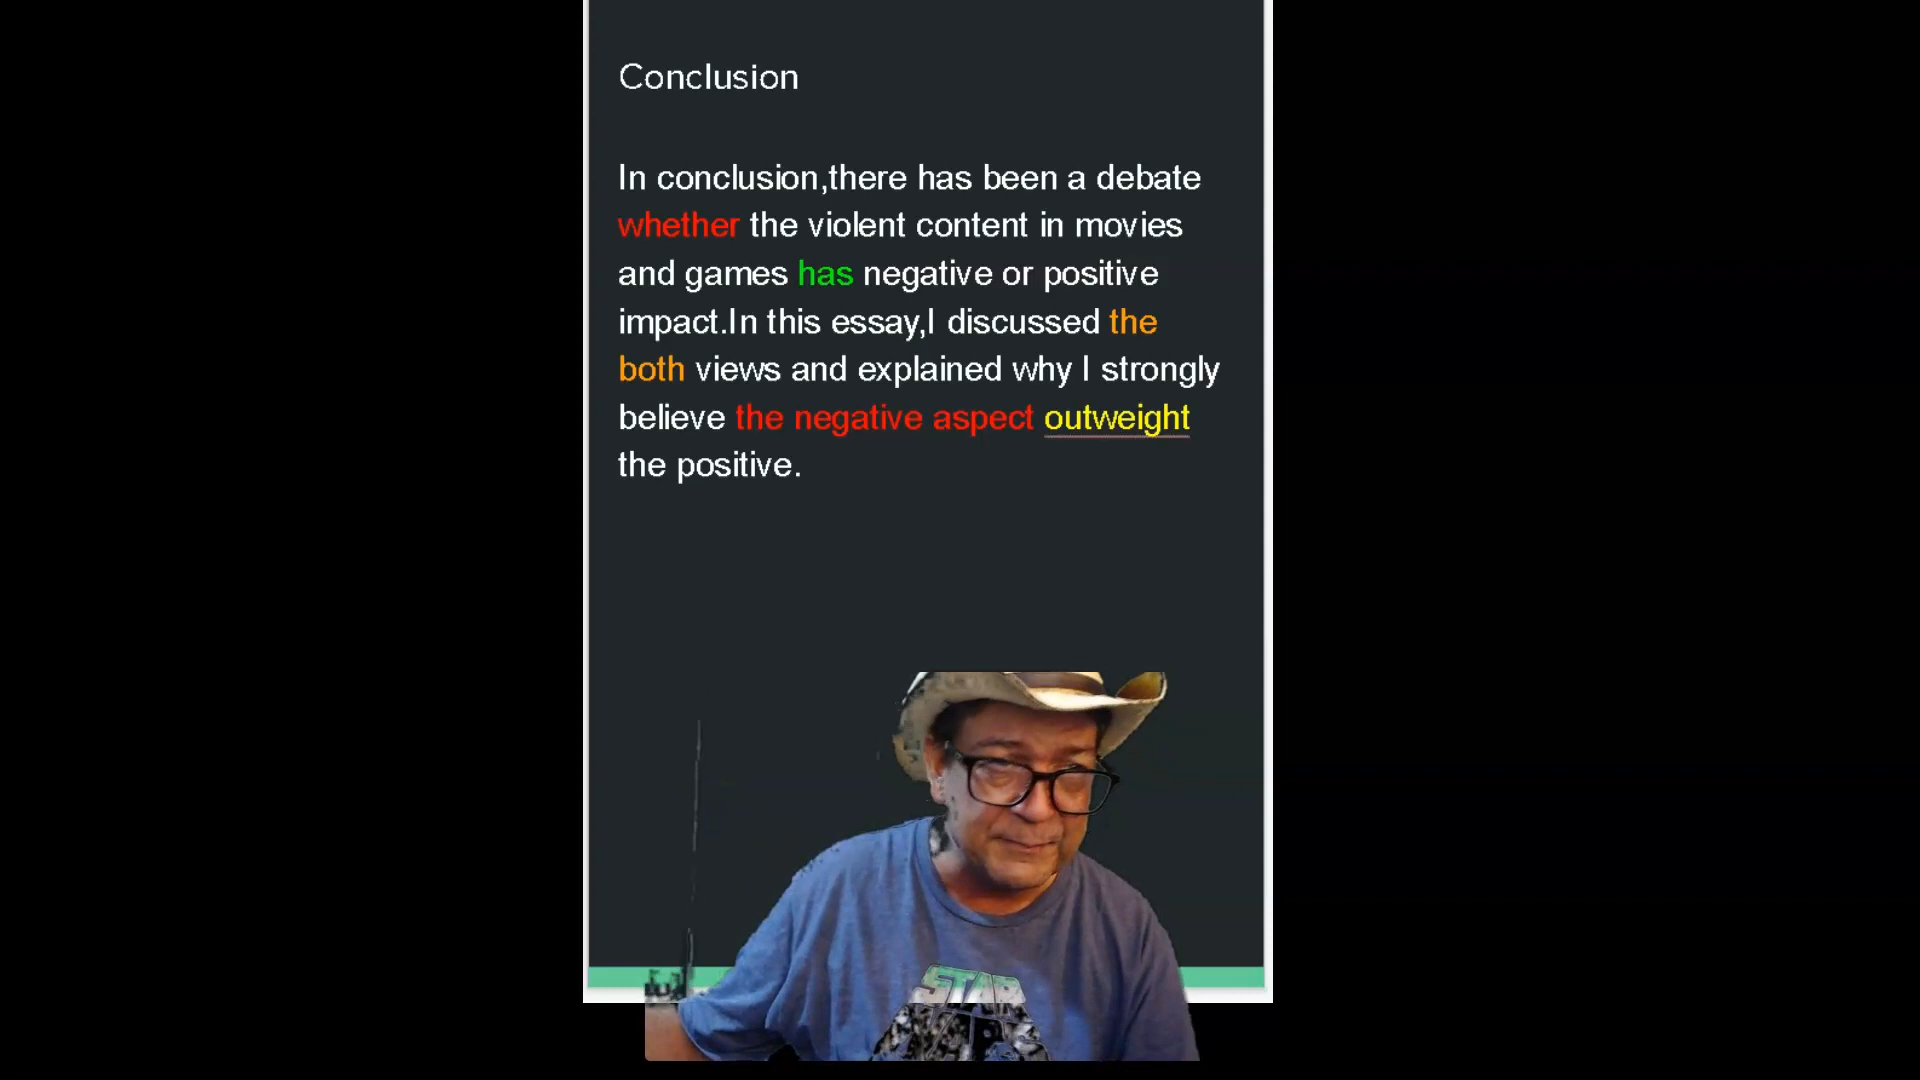 Conclusion
In conclusion,there has been a debate
whether the violent content in movies
and games has negative or positive
impact.In this essay,I discussed the
both views and explained why I strongly
believe the negative aspect outweight
the positive.
STAR